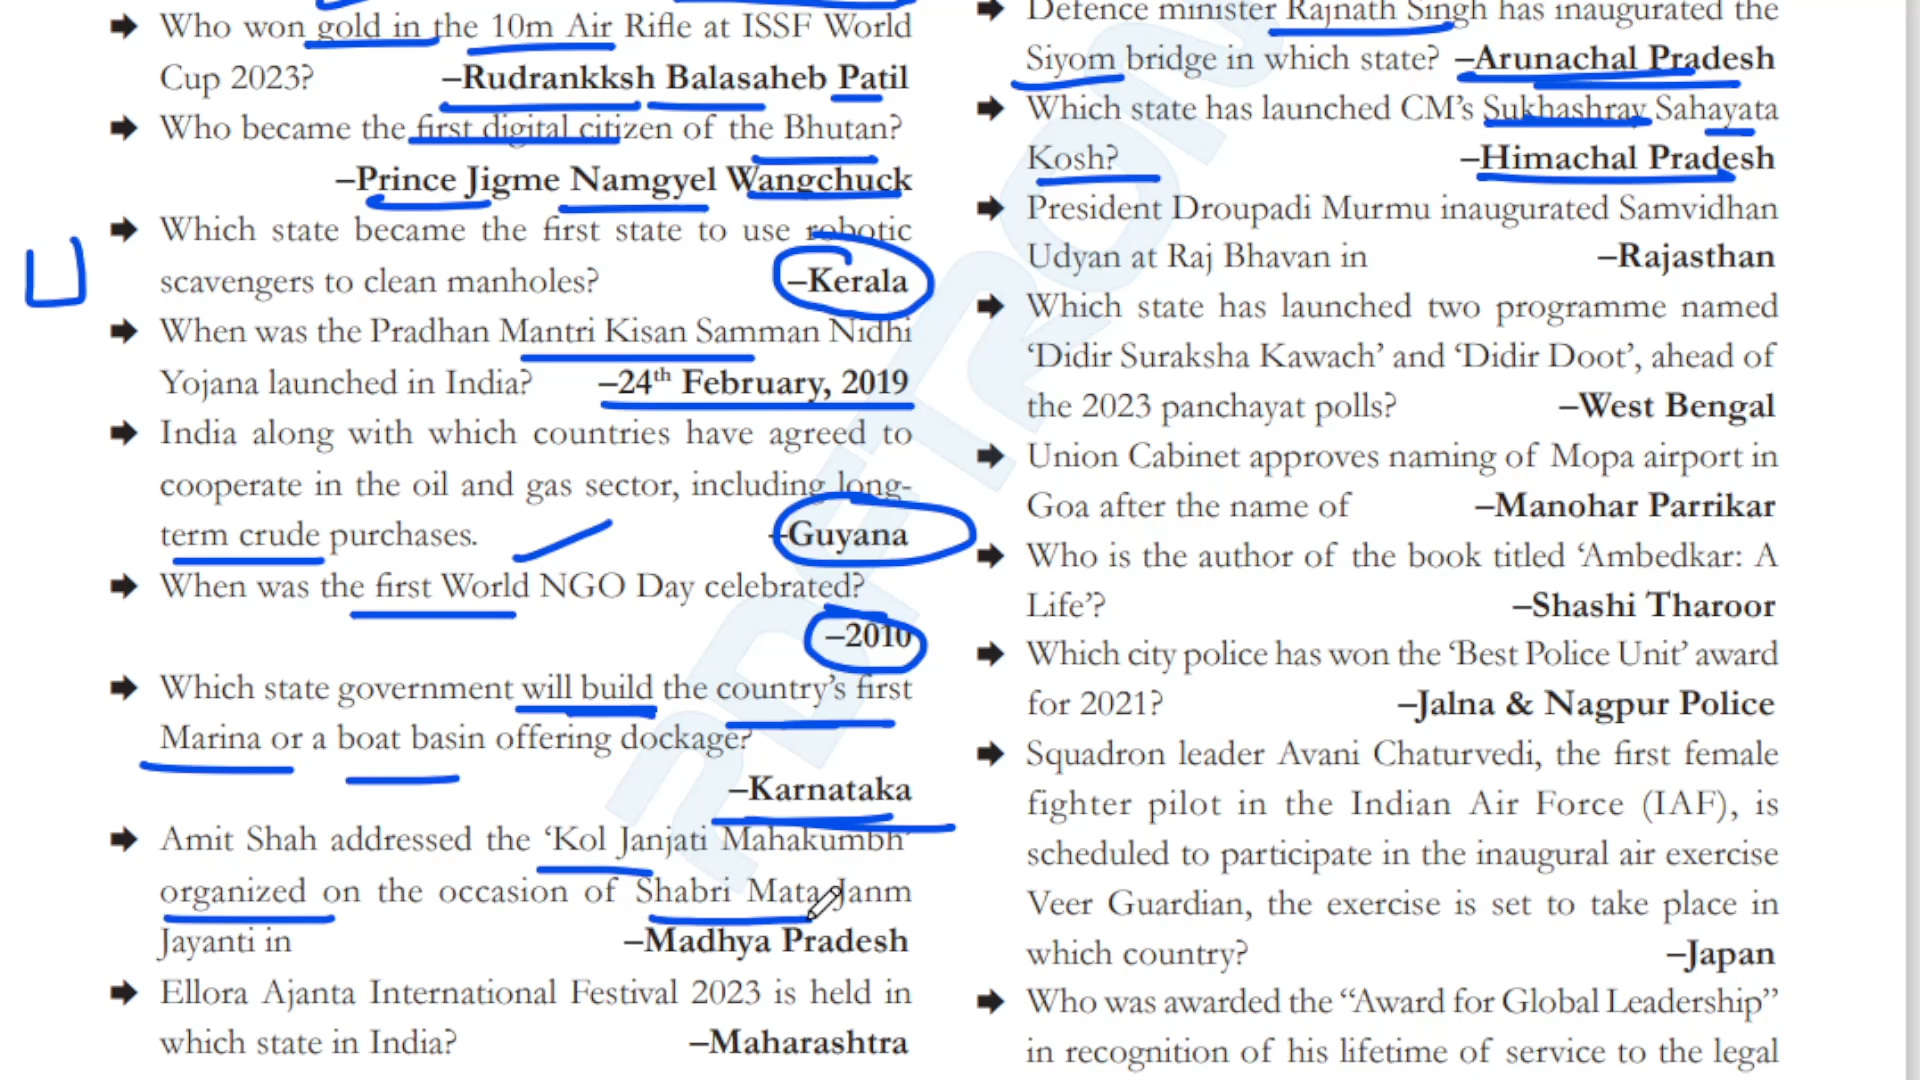 ➡ Who won gold in the 10m Air Rifle at ISSF World
Cup 2023? –Rudrankksh Balasaheb Patil
➡ Who became the first digital citizen of the Bhutan?
–Prince Jigme Namgyel Wangchuck
➡ Which state became the first state to use robotic
scavengers to clean manholes? –Kerala
➡ When was the Pradhan Mantri Kisan Samman Nidhi
Yojana launched in India? –24th February, 2019
➡ India along with which countries have agreed to
cooperate in the oil and gas sector, including long-
term crude purchases. –Guyana
➡ When was the first World NGO Day celebrated?
–2010
➡ Which state government will build the country's first
Marina or a boat basin offering dockage?
–Karnataka
➡ Amit Shah addressed the ‘Kol Janjati Mahakumbh’
organized on the occasion of Shabri Mata Janm
Jayanti in –Madhya Pradesh
➡ Ellora Ajanta International Festival 2023 is held in
which state in India? –Maharashtra
➡ Defence minister Rajnath Singh has inaugurated the
Siyom bridge in which state? –Arunachal Pradesh
➡ Which state has launched CM's Sukhashray Sahayata
Kosh? –Himachal Pradesh
➡ President Droupadi Murmu inaugurated Samvidhan
Udyan at Raj Bhavan in –Rajasthan
➡ Which state has launched two programme named
‘Didir Suraksha Kawach’ and ‘Didir Doot’, ahead of
the 2023 panchayat polls? –West Bengal
➡ Union Cabinet approves naming of Mopa airport in
Goa after the name of –Manohar Parrikar
➡ Who is the author of the book titled ‘Ambedkar: A
Life’? –Shashi Tharoor
➡ Which city police has won the ‘Best Police Unit’ award
for 2021? –Jalna & Nagpur Police
➡ Squadron leader Avani Chaturvedi, the first female
fighter pilot in the Indian Air Force (IAF), is
scheduled to participate in the inaugural air exercise
Veer Guardian, the exercise is set to take place in
which country? –Japan
➡ Who was awarded the “Award for Global Leadership”
in recognition of his lifetime of service to the legal